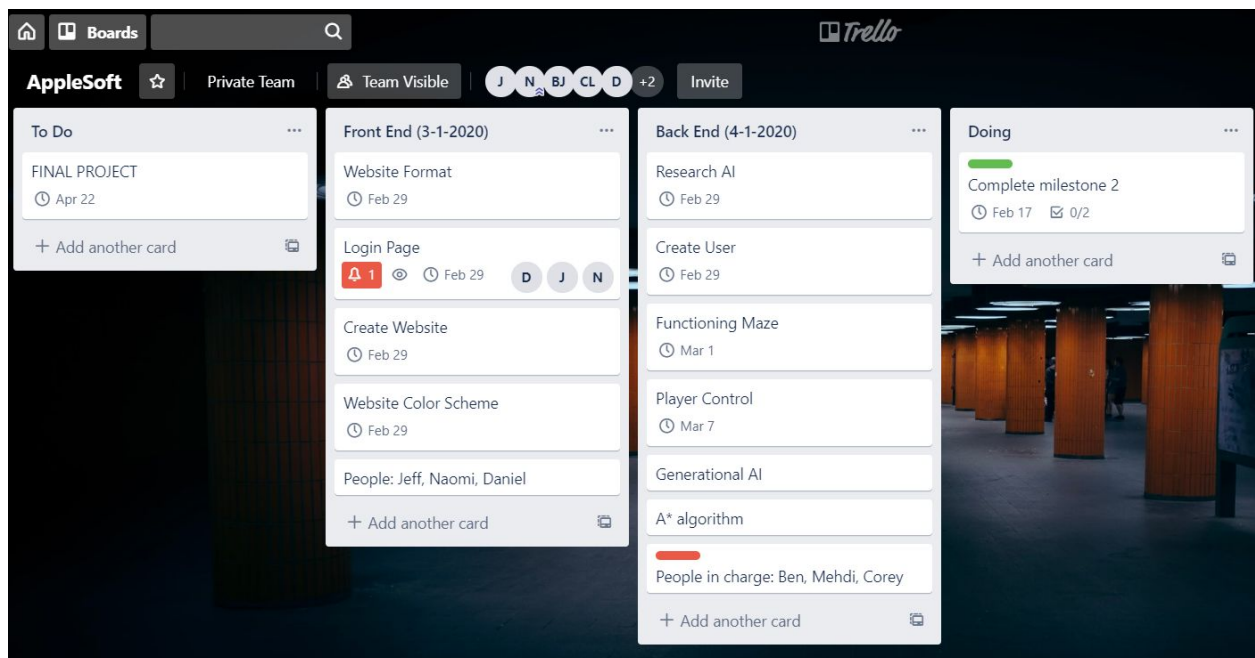 Boards
Trello
AppleSoft
Private Team
Team Visible
J N BJ CL D +2
Invite
To Do
FINAL PROJECT
Apr 22
+ Add another card
Front End (3-1-2020)
Website Format
Feb 29
Login Page
1 Feb 29 D J N
Create Website
Feb 29
Website Color Scheme
Feb 29
People: Jeff, Naomi, Daniel
+ Add another card
Back End (4-1-2020)
Research AI
Feb 29
Create User
Feb 29
Functioning Maze
Mar 1
Player Control
Mar 7
Generational AI
A* algorithm
People in charge: Ben, Mehdi, Corey
+ Add another card
Doing
Complete milestone 2
Feb 17 0/2
+ Add another card